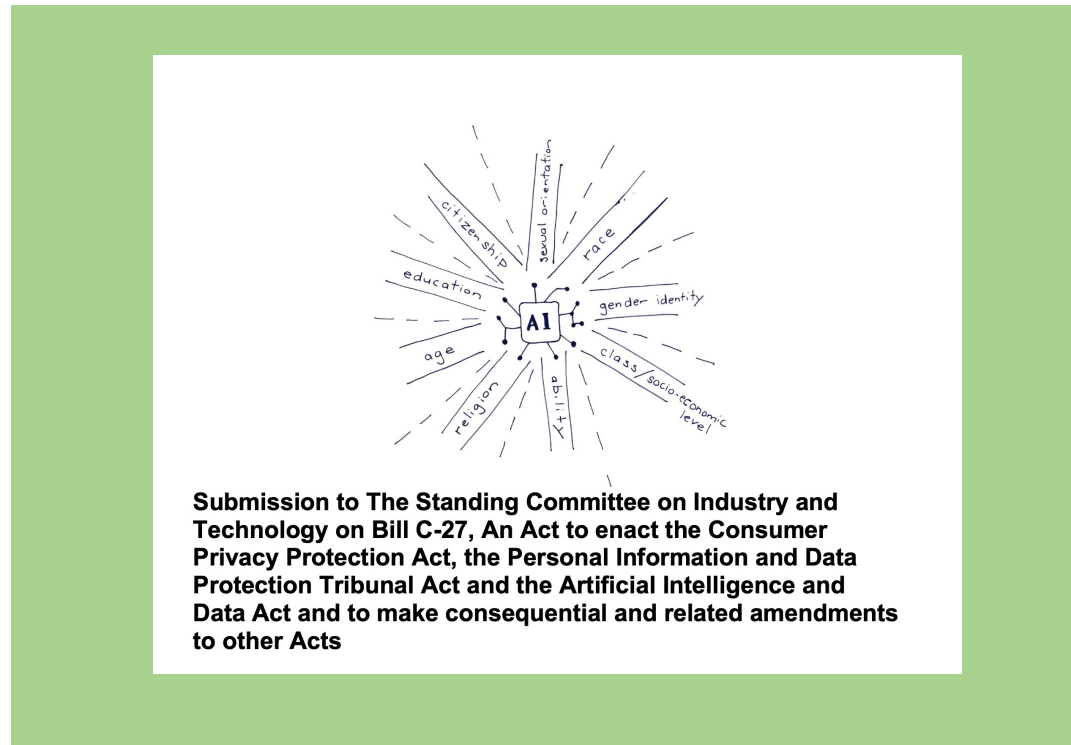 sexual orientation
citizenship
race
education
gender identity
AI
age
class/socio-economic
level
religion
ability
Submission to The Standing Committee on Industry and
Technology on Bill C-27, An Act to enact the Consumer
Privacy Protection Act, the Personal Information and Data
Protection Tribunal Act and the Artificial Intelligence and
Data Act and to make consequential and related amendments
to other Acts